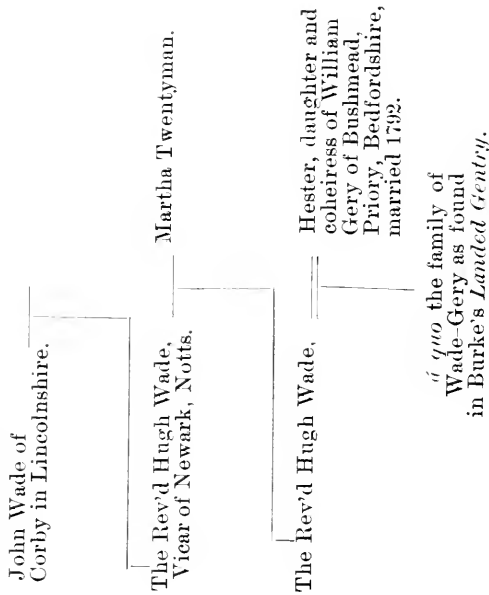 John Wade of
Corby in Lincolnshire.
The Rev'd Hugh Wade,
Vicar of Newark, Notts.
Martha Twentyman.
The Rev'd Hugh Wade,
Hester, daughter and
coheiress of William
Gery of Bushmead,
Priory, Bedfordshire,
married 1792.
a quo the family of
Wade-Gery as found
in Burke's Landed Gentry.